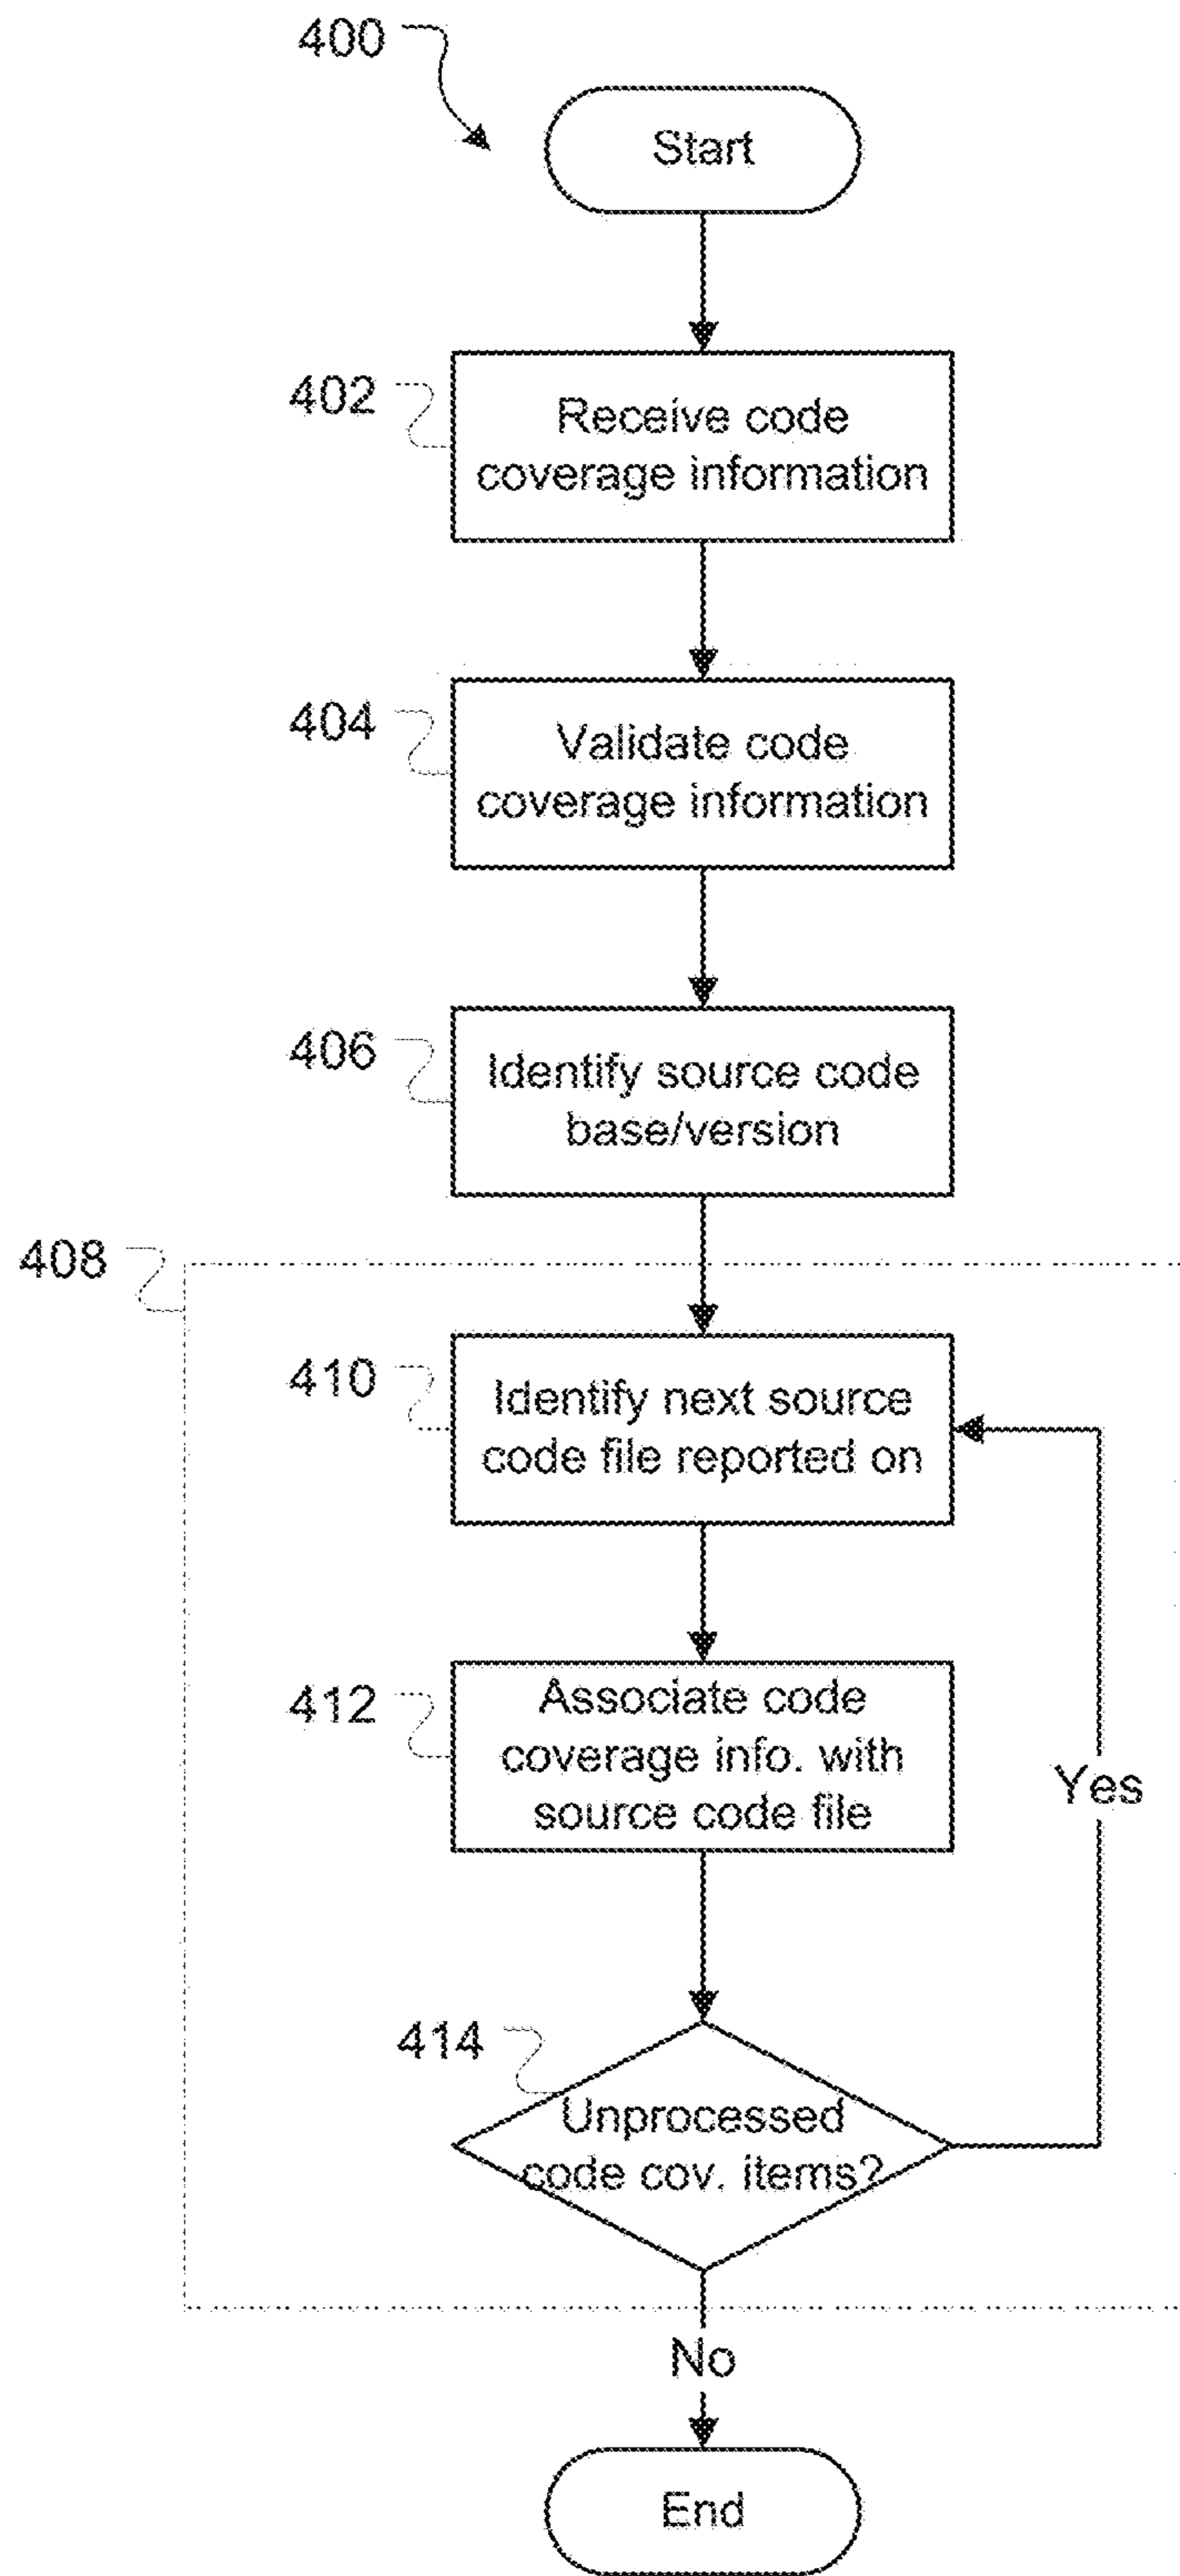 400
Start
402
Receive code
coverage information
404
Validate code
coverage information
406
Identify source code
base/version
408
410
Identify next source
code file reported on
412
Associate code
coverage info. with
source code file
Yes
414
Unprocessed
code cov. items?
No
End